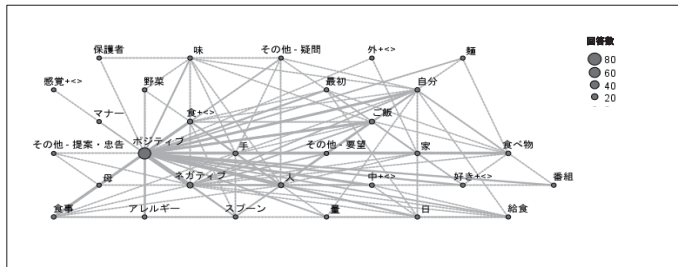 回答数
80
60
40
20
保護者
味
その他 - 疑問
外+<>
麺
感覚+<>
野菜
最初
自分
マナー
食+<>
ご飯
その他 - 提案・忠告
ポジティブ
手
その他 - 要望
家
食べ物
母
ネガティブ
人
中+<>
好き+<>
番組
食事
アレルギー
スプーン
量
日
給食